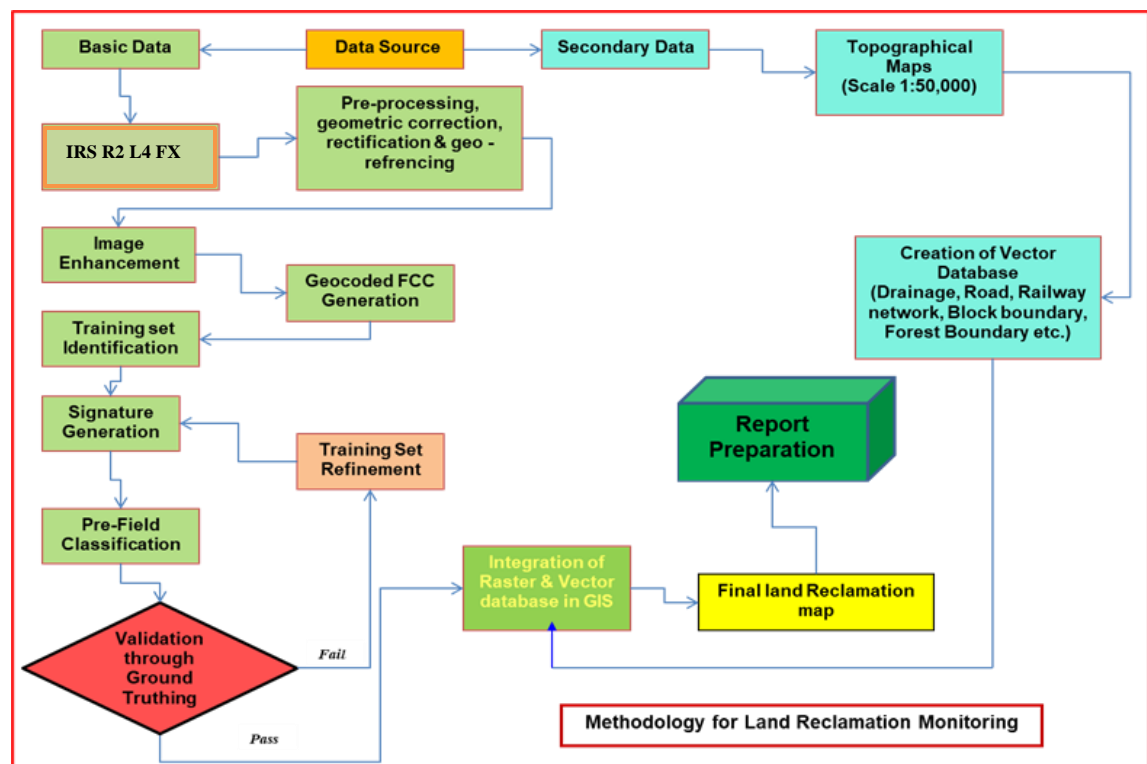 Basic Data
Data Source
Secondary Data
Topographical
Maps
(Scale 1:50,000)
IRS R2 L4 FX
Pre-processing,
geometric correction,
rectification & geo -
refrencing
Image
Enhancement
Geocoded FCC
Generation
Creation of Vector
Database
(Drainage, Road, Railway
network, Block boundary,
Forest Boundary etc.)
Training set
Identification
Signature
Generation
Training Set
Refinement
Report
Preparation
Pre-Field
Classification
Integration of
Raster & Vector
database in GIS
Final land Reclamation
map
Validation
through
Ground
Truthing
Fail
Pass
Methodology for Land Reclamation Monitoring